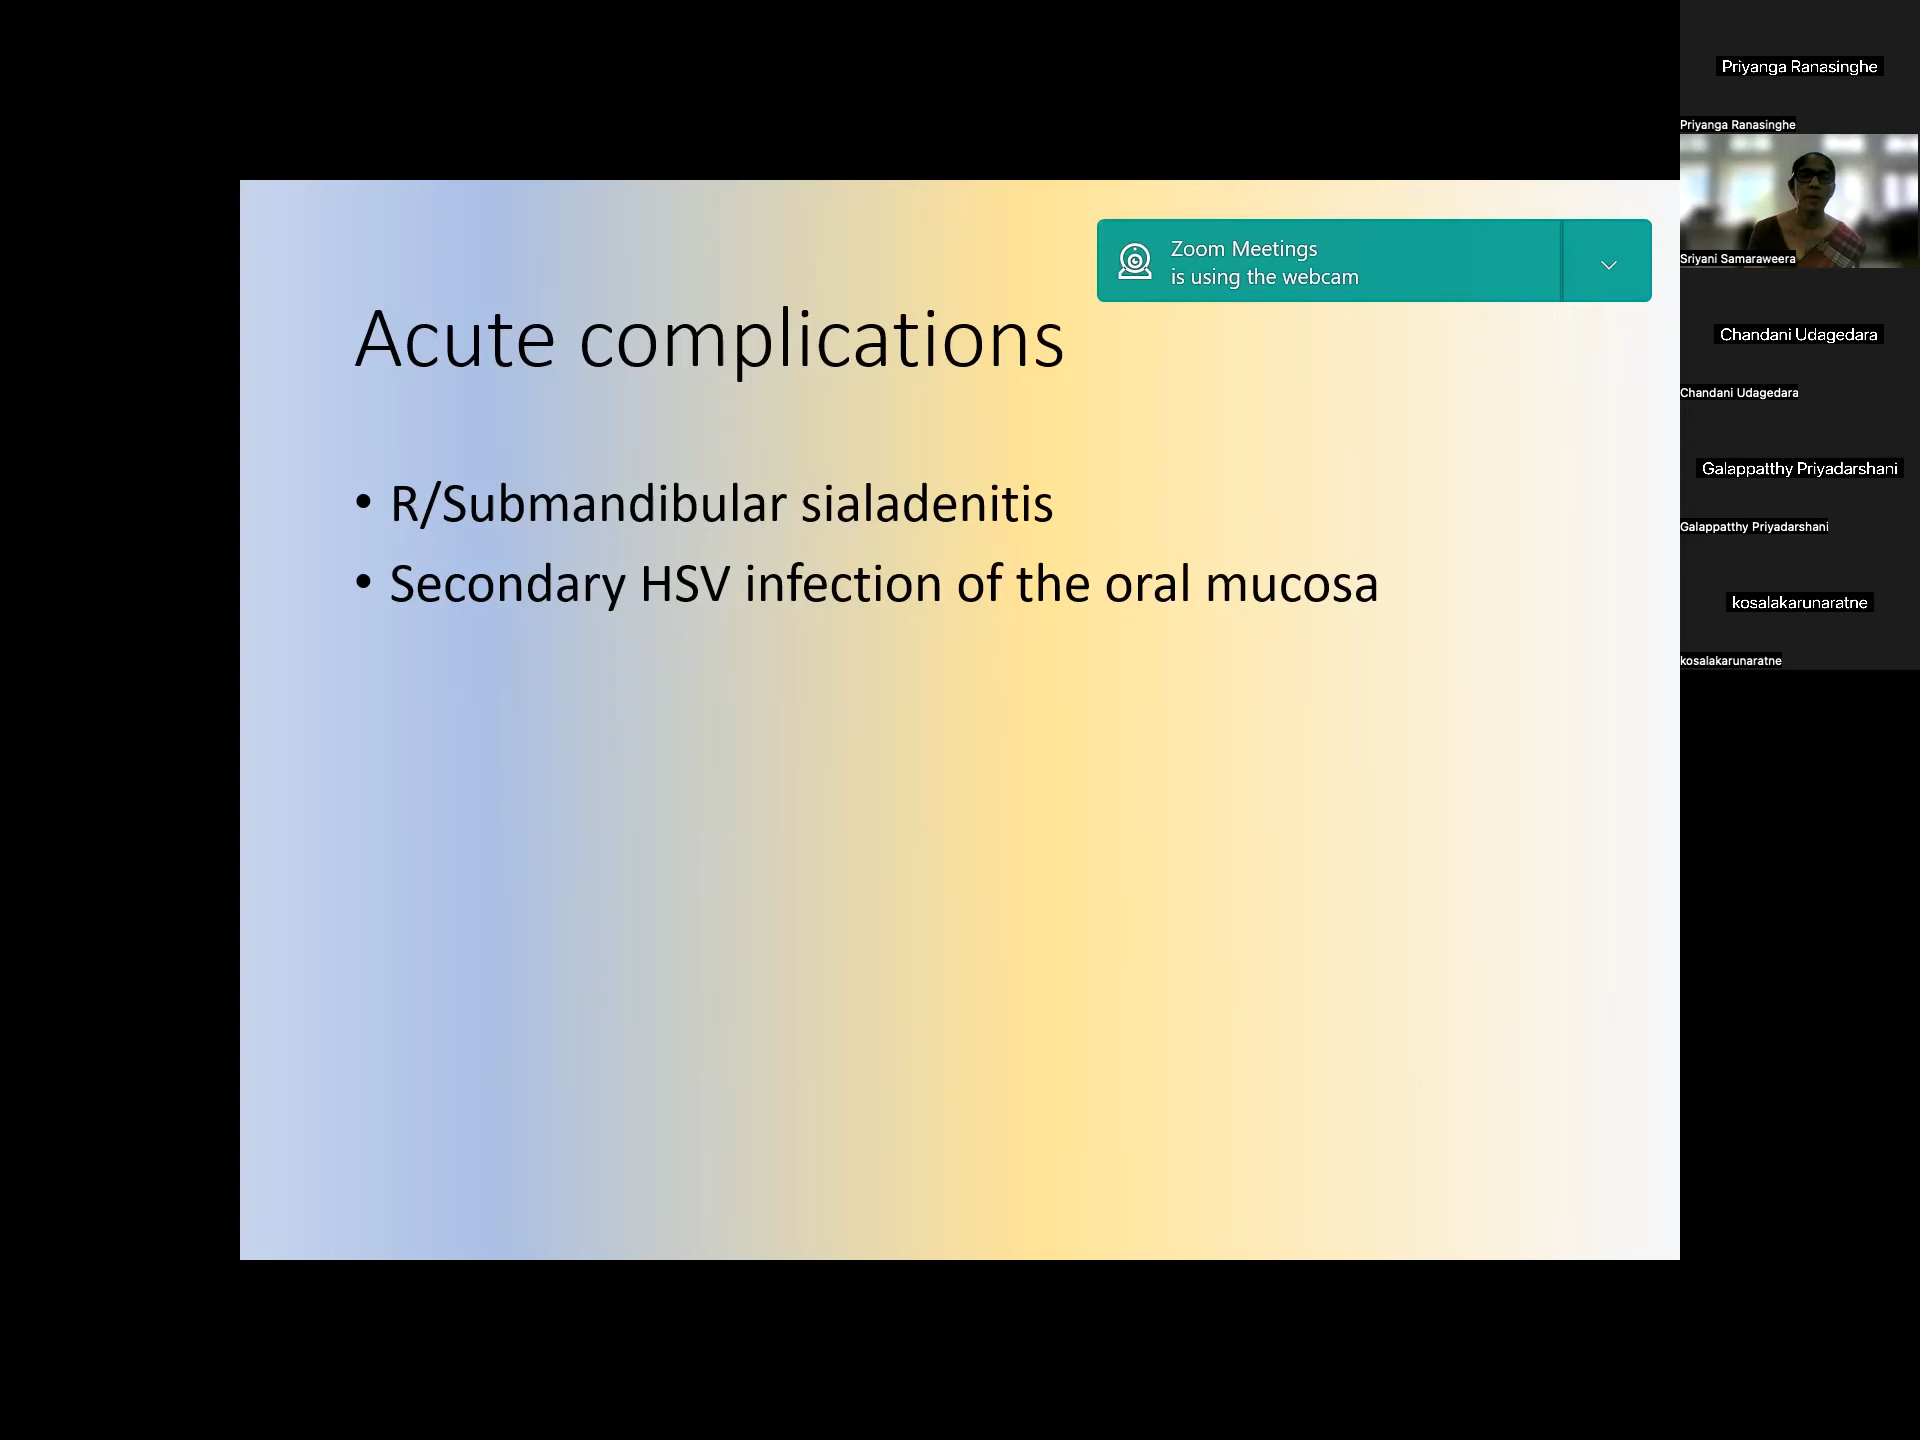 Acute complications
• R/Submandibular sialadenitis
• Secondary HSV infection of the oral mucosa
Zoom Meetings
is using the webcam
Priyanga Ranasinghe
Priyanga Ranasinghe
Sriyani Samaraweera
Chandani Udagedara
Chandani Udagedara
Galappatthy Priyadarshani
Galappatthy Priyadarshani
kosalakarunaratne
kosalakarunaratne